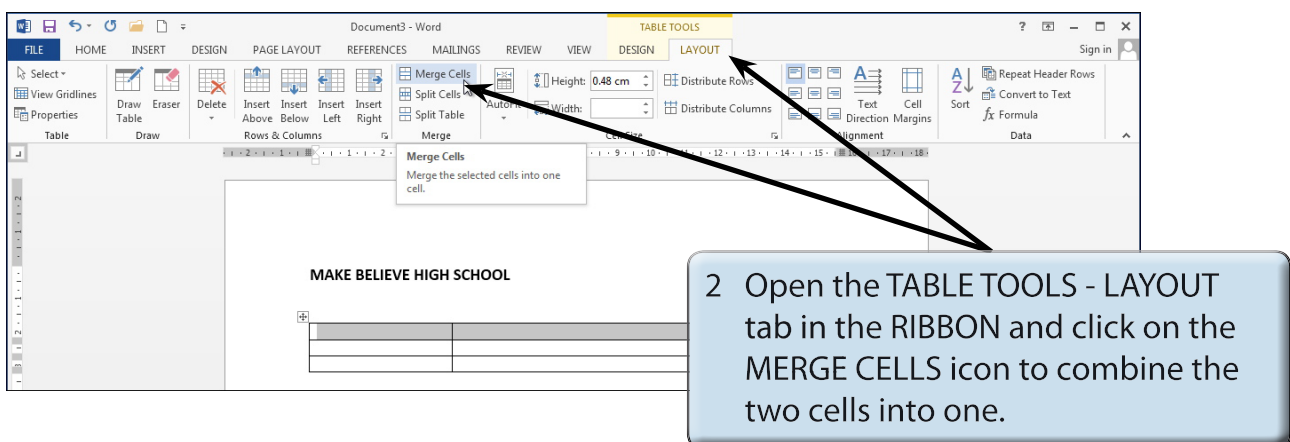 Document3 - Word
TABLE TOOLS
?
FILE HOME INSERT DESIGN PAGE LAYOUT REFERENCES MAILINGS REVIEW VIEW DESIGN LAYOUT Sign in
Select
View Gridlines
Properties
Table
Draw Table
Eraser
Draw
Delete
Insert Above
Insert Below
Insert Left
Insert Right
Rows & Columns
Merge Cells
Split Cells
Split Table
Merge
Height: 0.48 cm
Width:
Distribute Rows
Distribute Columns
Text Direction
Cell Margins
Alignment
Sort
Repeat Header Rows
Convert to Text
Formula
Data
Merge Cells
Merge the selected cells into one
cell.
MAKE BELIEVE HIGH SCHOOL
2 Open the TABLE TOOLS - LAYOUT
tab in the RIBBON and click on the
MERGE CELLS icon to combine the
two cells into one.